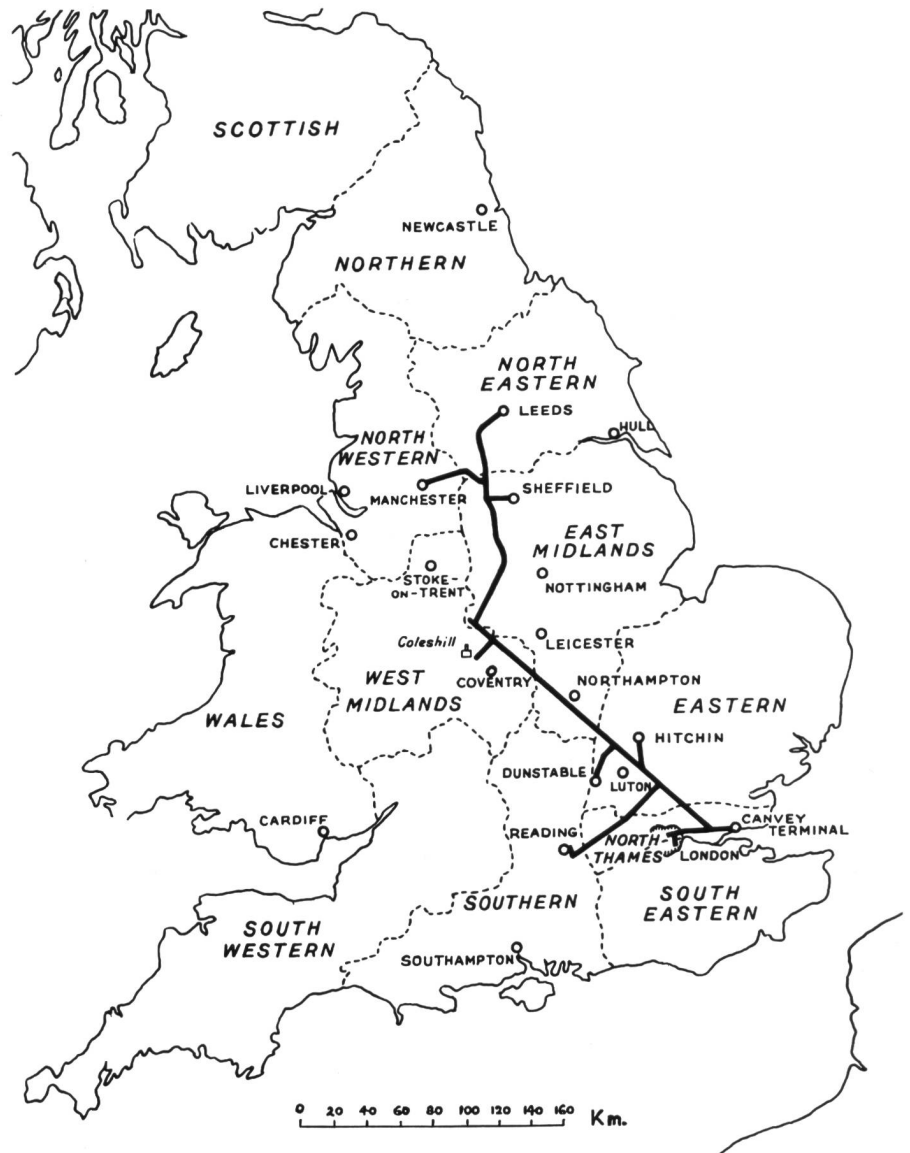 SCOTTISH
NEWCASTLE
NORTHERN
NORTH
EASTERN
LEEDS
HULL
NORTH
WESTERN
LIVERPOOL
MANCHESTER
SHEFFIELD
CHESTER
EAST
MIDLANDS
STOKE-
ON-TRENT
NOTTINGHAM
Coleshill
LEICESTER
WEST
MIDLANDS
COVENTRY
NORTHAMPTON
EASTERN
WALES
HITCHIN
DUNSTABLE
LUTON
CARDIFF
READING
CANVEY
TERMINAL
NORTH-
THAMES
LONDON
SOUTH
EASTERN
SOUTHERN
SOUTH
WESTERN
SOUTHAMPTON
0 20 40 60 80 100 120 140 160 Km.